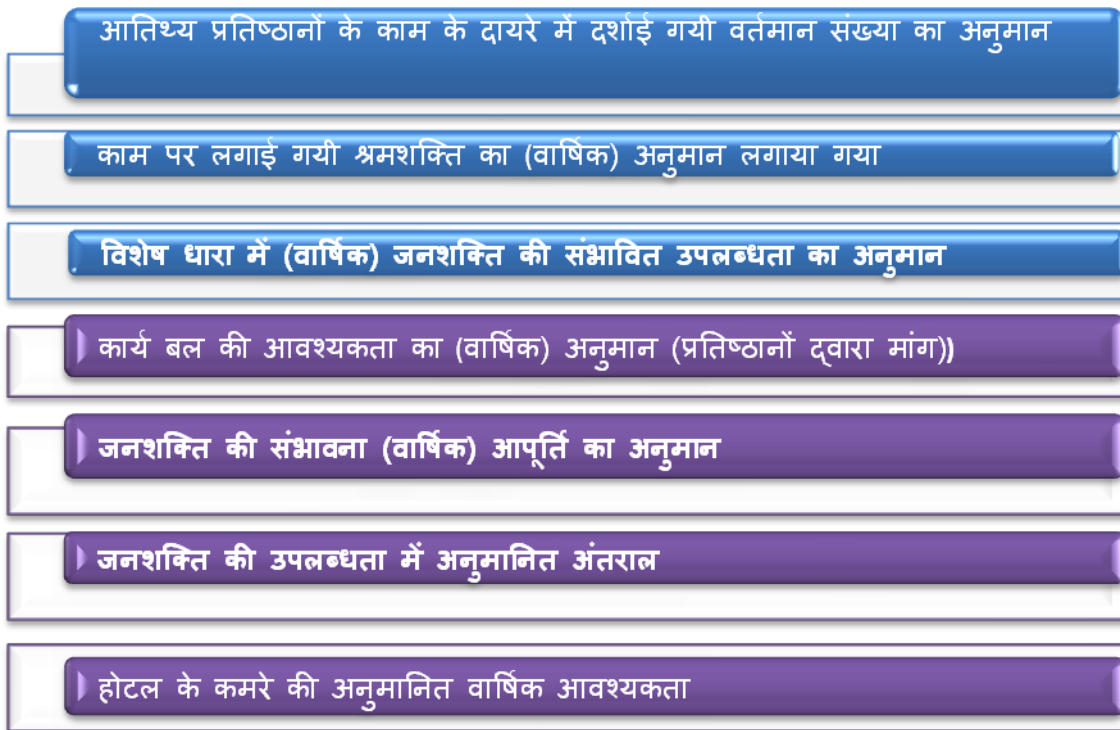 आतिथ्य प्रतिष्ठानों के काम के दायरे में दर्शाई गयी वर्तमान संख्या का अनुमान
काम पर लगाई गयी श्रमशक्ति का (वार्षिक) अनुमान लगाया गया
विशेष धारा में (वार्षिक) जनशक्ति की संभावित उपलब्धता का अनुमान
कार्य बल की आवश्यकता का (वार्षिक) अनुमान (प्रतिष्ठानों द्वारा मांग))
जनशक्ति की संभावना (वार्षिक) आपूर्ति का अनुमान
जनशक्ति की उपलब्धता में अनुमानित अंतराल
होटल के कमरे की अनुमानित वार्षिक आवश्यकता